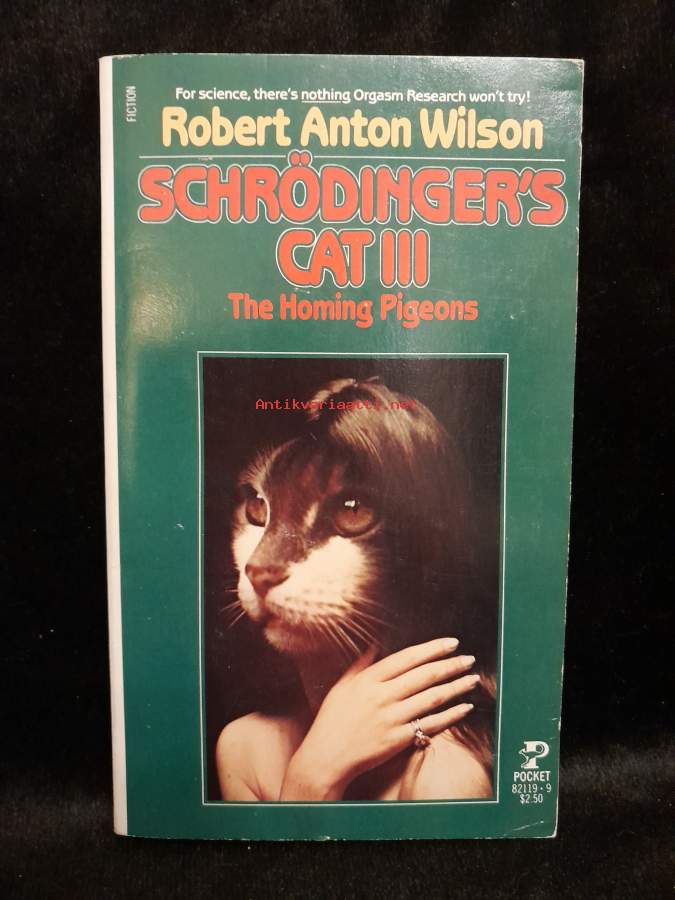 FICTION
For science, there's nothing Orgasm Research won't try!
Robert Anton Wilson
SCHRÖDINGER'S
CAT III
The Homing Pigeons
Antikvariaatti.net
POCKET
82119·9
$2.50